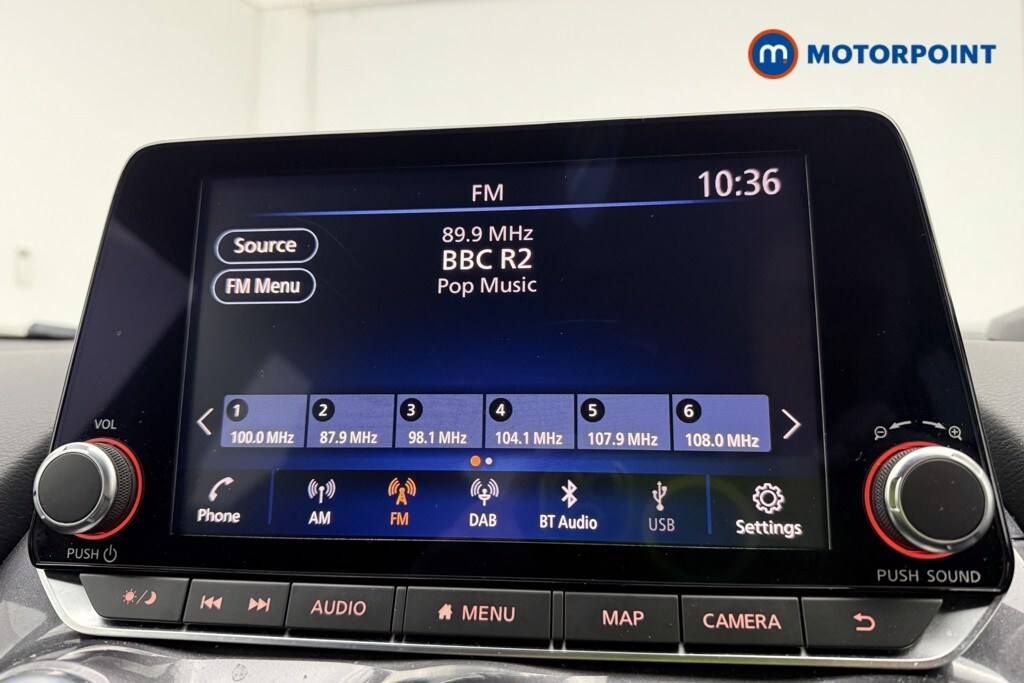 m MOTORPOINT
FM
10:36
Source
89.9 MHz
BBC R2
FM Menu
Pop Music
1 2 3 4 5 6
100.0 MHz 87.9 MHz 98.1 MHz 104.1 MHz 107.9 MHz 108.0 MHz
VOL
Phone AM FM DAB BT Audio USB Settings
PUSH
PUSH SOUND
AUDIO MENU MAP CAMERA